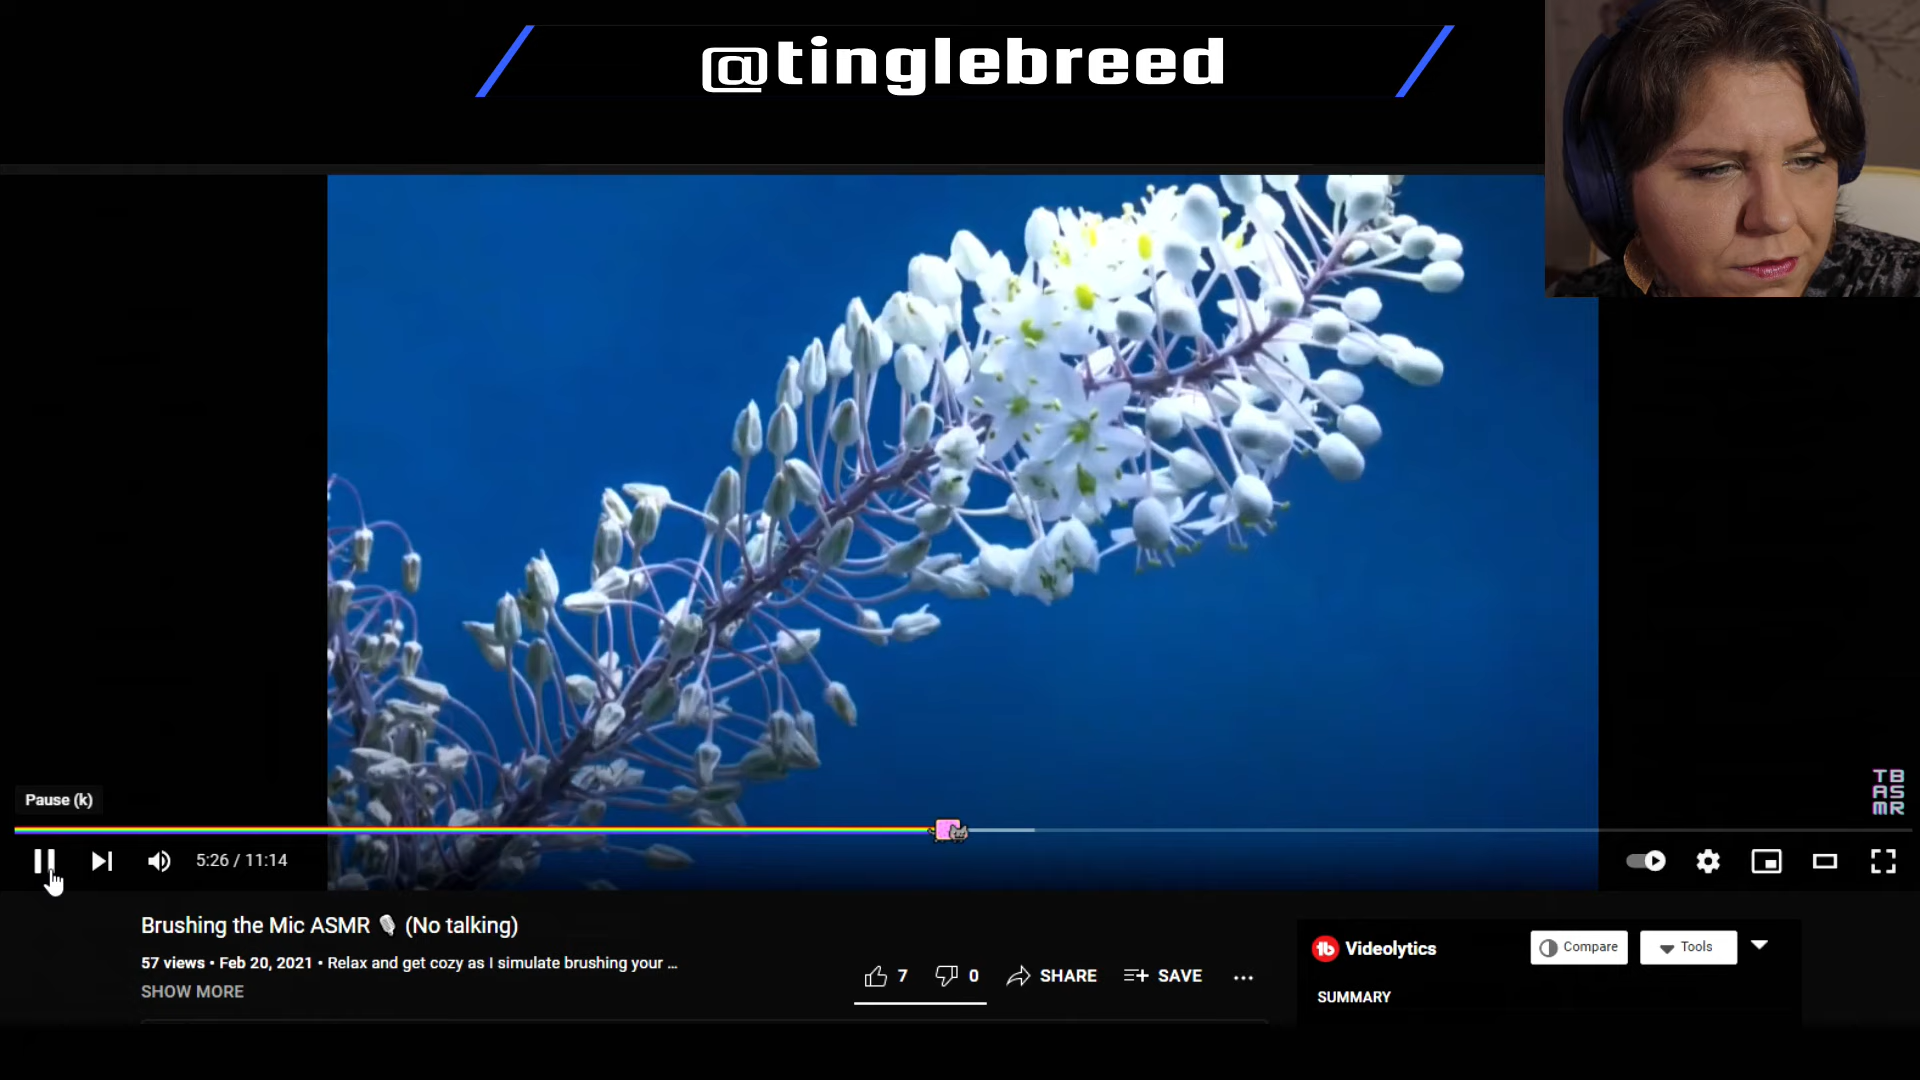 @tinglebreed
Pause (k)
TB
AS
MR
5:26 / 11:14
Brushing the Mic ASMR 🎙 (No talking)
57 views • Feb 20, 2021 • Relax and get cozy as I simulate brushing your ...
SHOW MORE
7 0 SHARE SAVE ...
tb Videolytics Compare Tools
SUMMARY